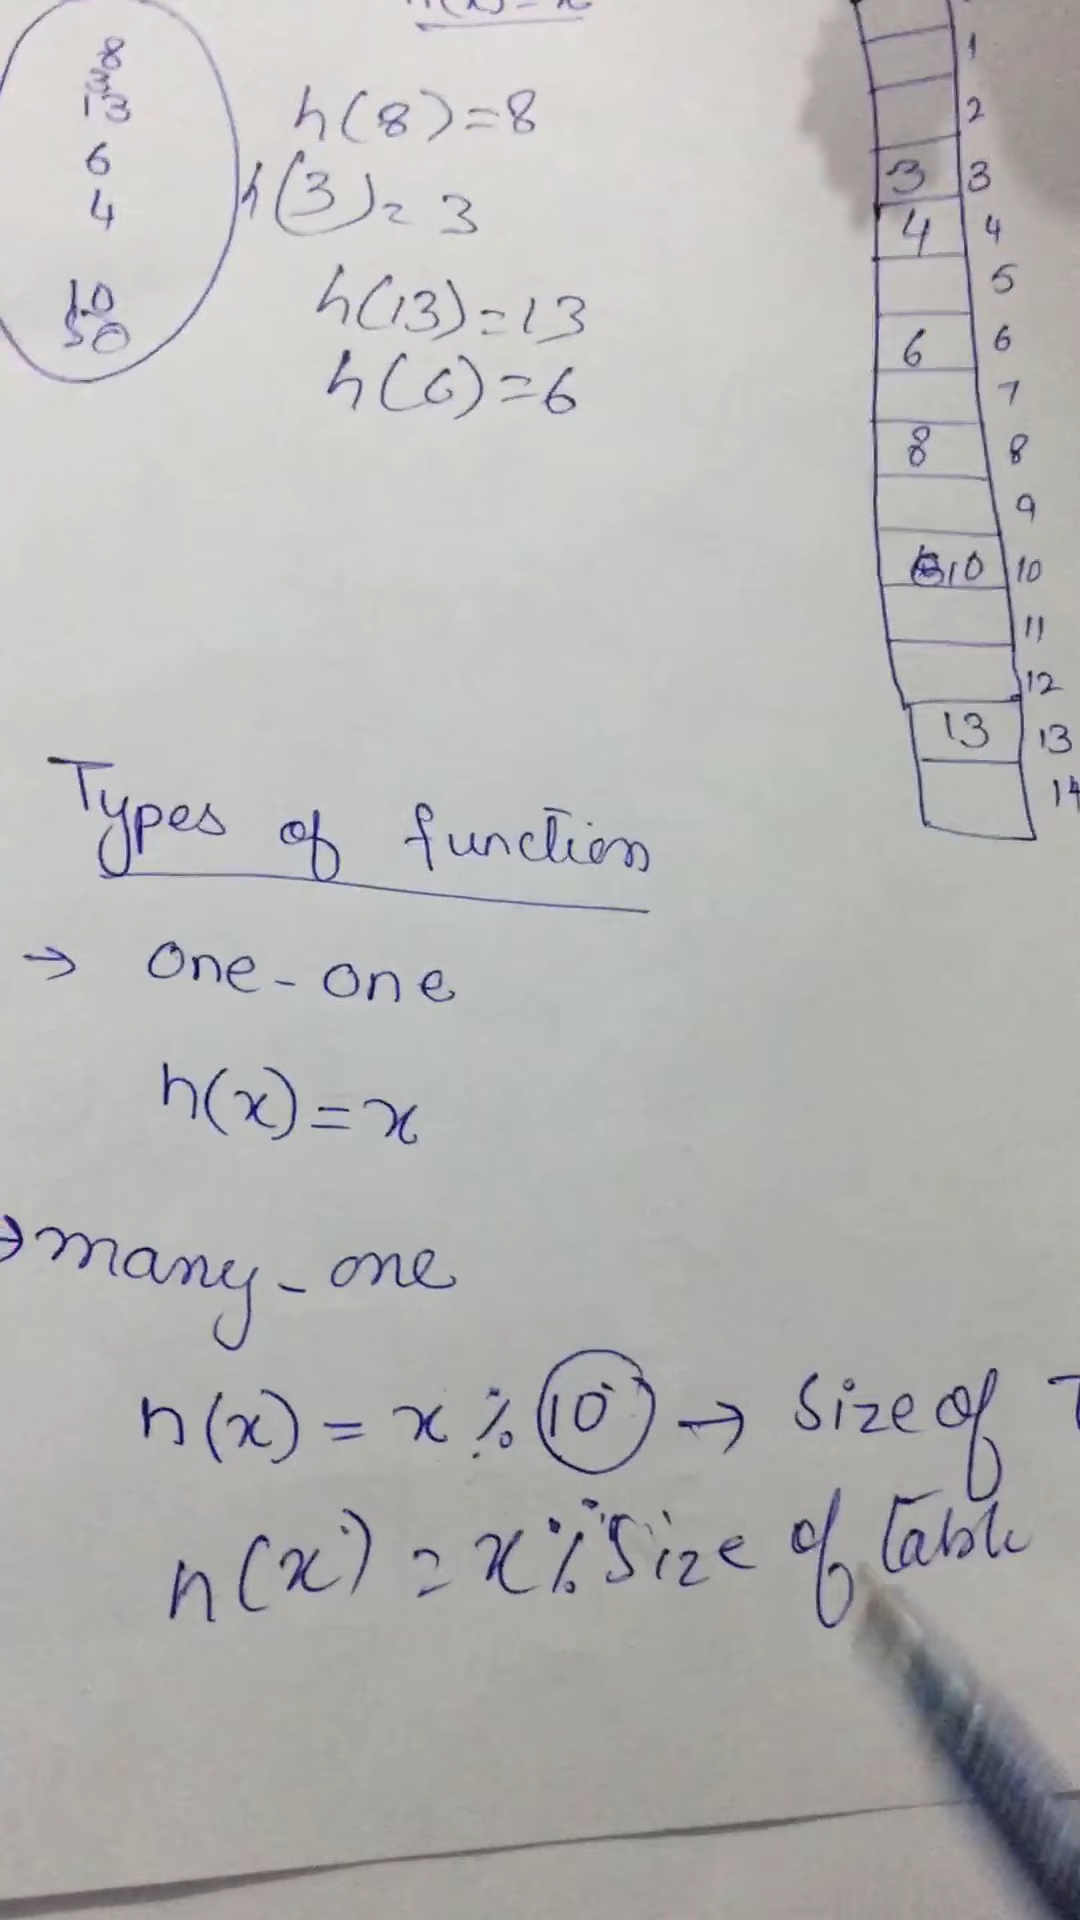 8
3
13
6
4
10
50
h(8)=8
h(3)=3
h(13)=13
h(6)=6
1
2
3 3
4 4
5
6 6
7
8 8
9
10 10
11
12
13 13
14
Types of function
→ one-one
h(x)=x
→many-one
h(x) = x % 10 → Size of
h(x) = x % Size of Table